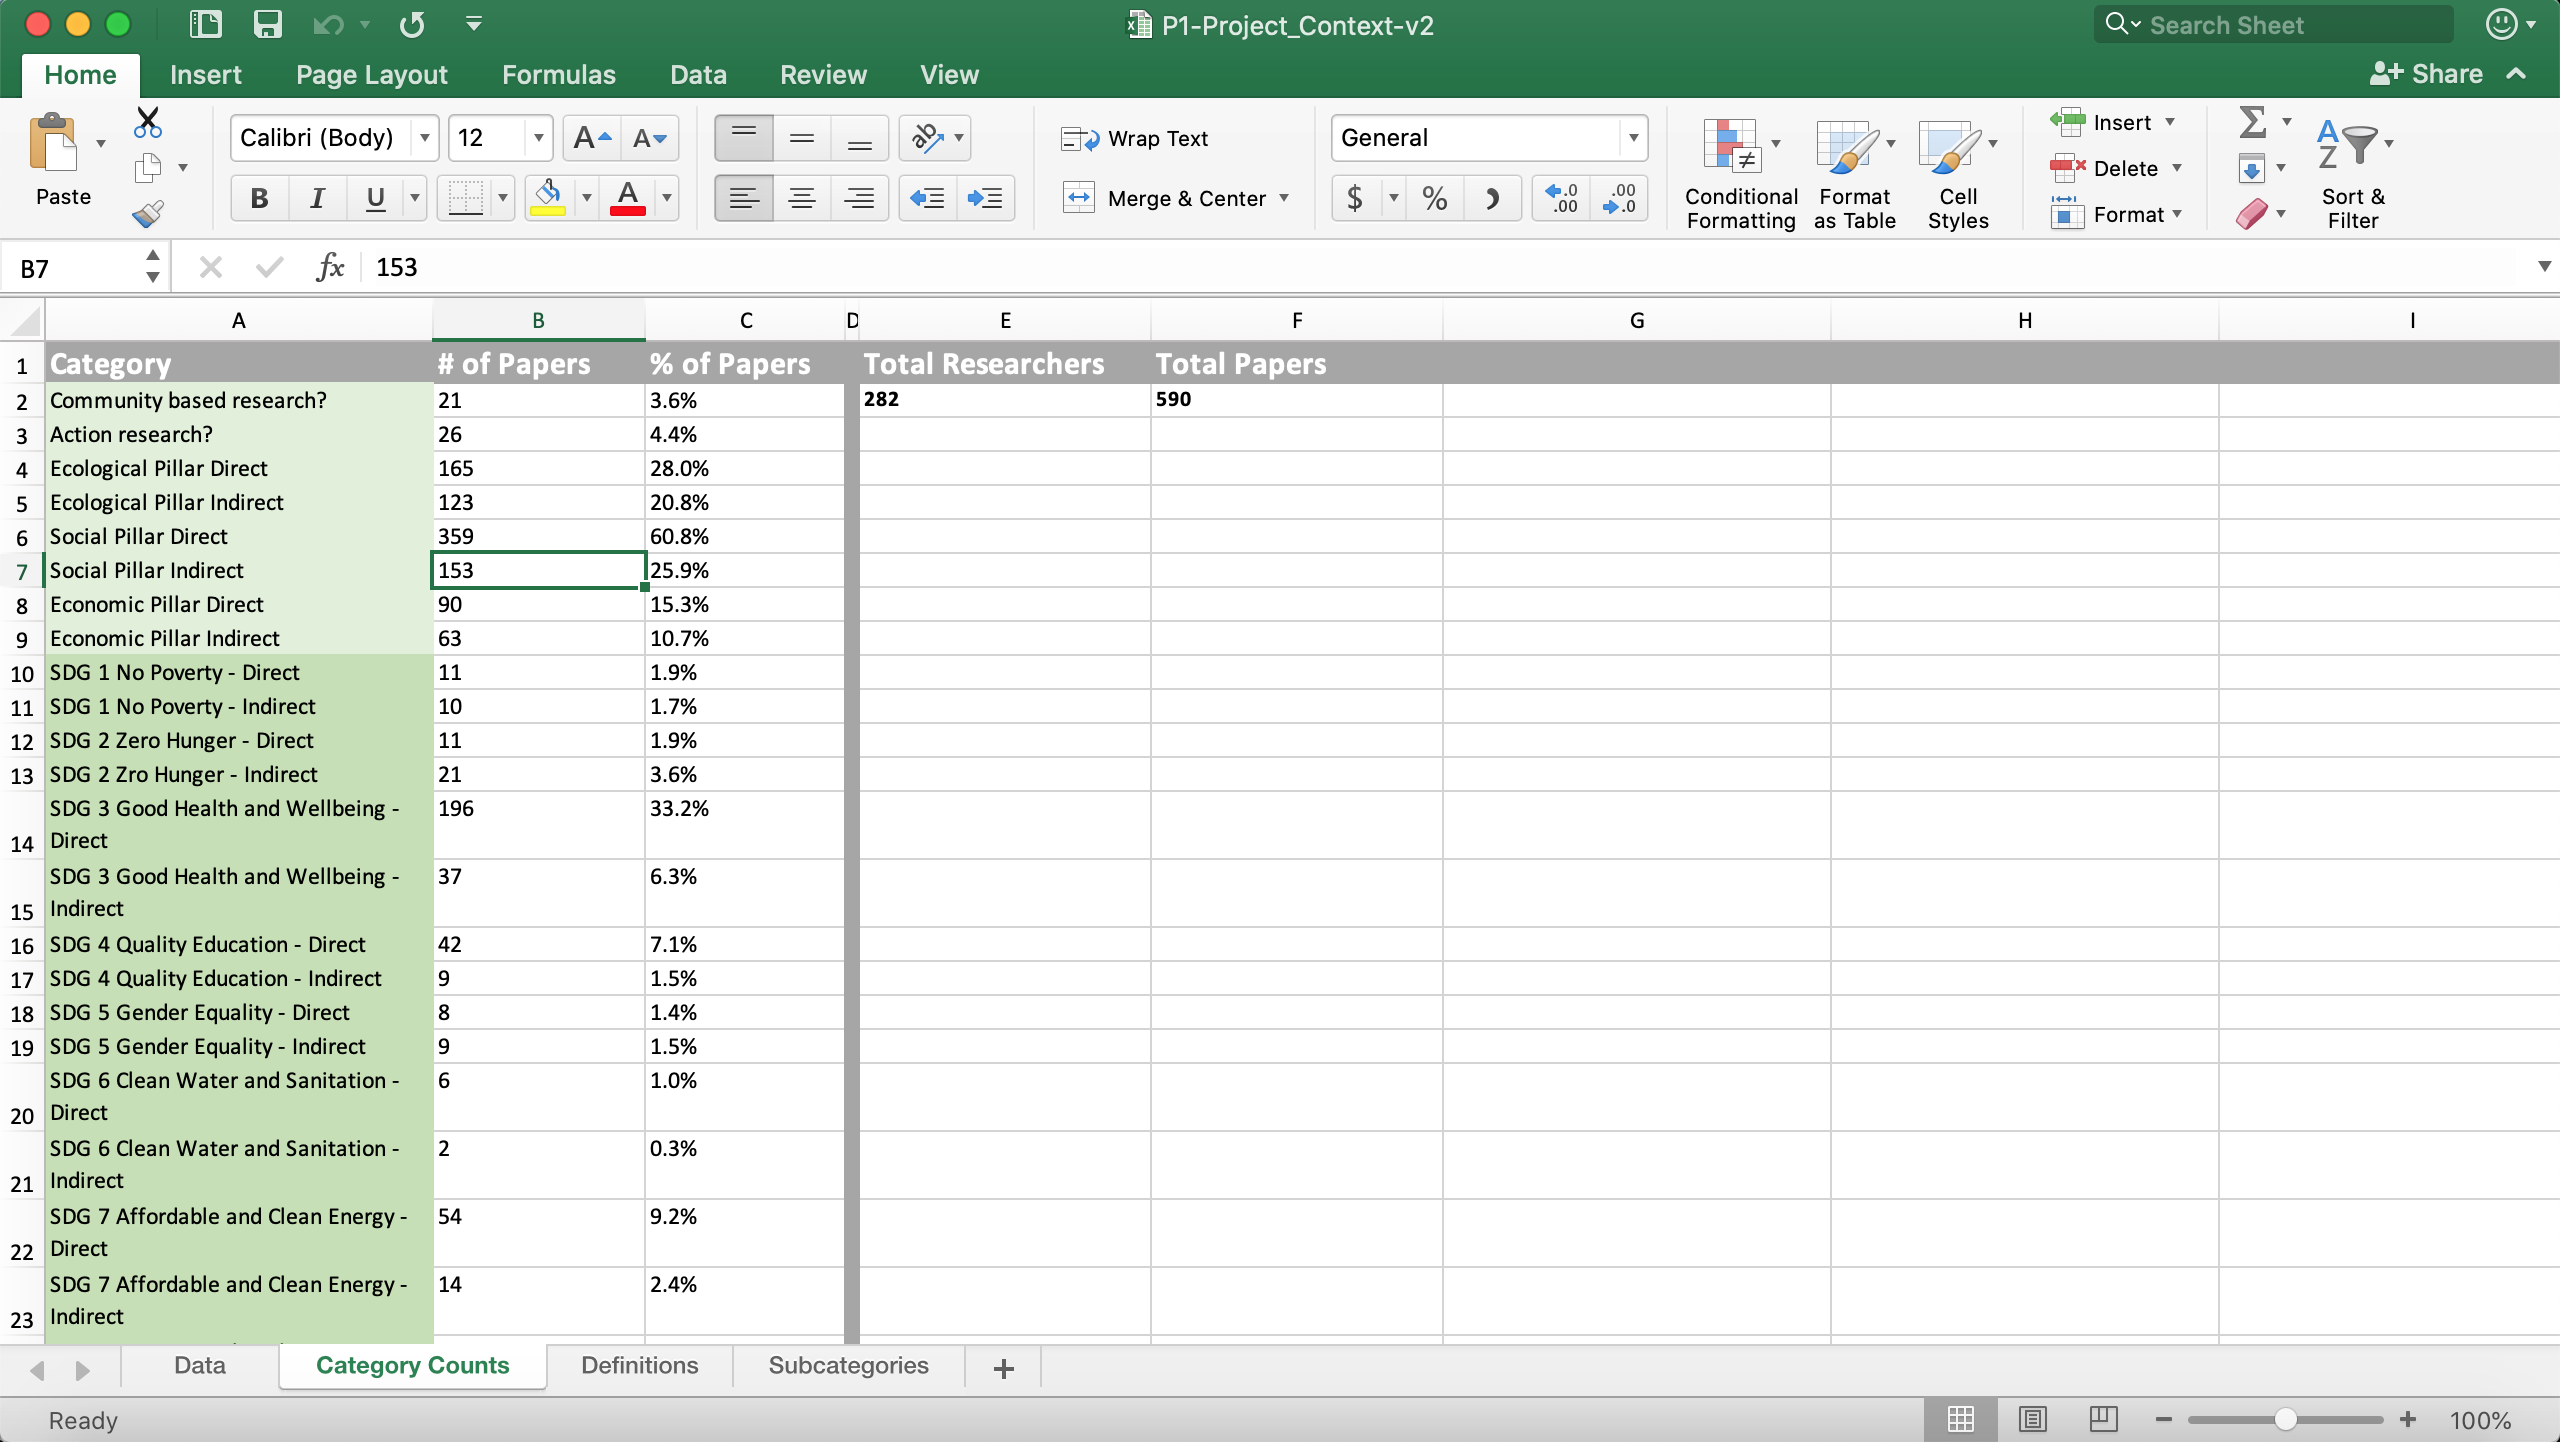 P1-Project_Context-v2
Search Sheet
Home Insert Page Layout Formulas Data Review View Share
Paste
Calibri (Body) 12
Wrap Text
Merge & Center
General
Conditional Formatting
Format as Table
Cell Styles
Insert
Delete
Format
Sort & Filter
B7 fx 153
A B C D E F G H I
1 Category # of Papers % of Papers Total Researchers Total Papers
2 Community based research? 21 3.6% 282 590
3 Action research? 26 4.4%
4 Ecological Pillar Direct 165 28.0%
5 Ecological Pillar Indirect 123 20.8%
6 Social Pillar Direct 359 60.8%
7 Social Pillar Indirect 153 25.9%
8 Economic Pillar Direct 90 15.3%
9 Economic Pillar Indirect 63 10.7%
10 SDG 1 No Poverty - Direct 11 1.9%
11 SDG 1 No Poverty - Indirect 10 1.7%
12 SDG 2 Zero Hunger - Direct 11 1.9%
13 SDG 2 Zro Hunger - Indirect 21 3.6%
SDG 3 Good Health and Wellbeing - 196 33.2%
14 Direct
SDG 3 Good Health and Wellbeing - 37 6.3%
15 Indirect
16 SDG 4 Quality Education - Direct 42 7.1%
17 SDG 4 Quality Education - Indirect 9 1.5%
18 SDG 5 Gender Equality - Direct 8 1.4%
19 SDG 5 Gender Equality - Indirect 9 1.5%
SDG 6 Clean Water and Sanitation - 6 1.0%
20 Direct
SDG 6 Clean Water and Sanitation - 2 0.3%
21 Indirect
SDG 7 Affordable and Clean Energy - 54 9.2%
22 Direct
SDG 7 Affordable and Clean Energy - 14 2.4%
23 Indirect
Data Category Counts Definitions Subcategories +
Ready 100%